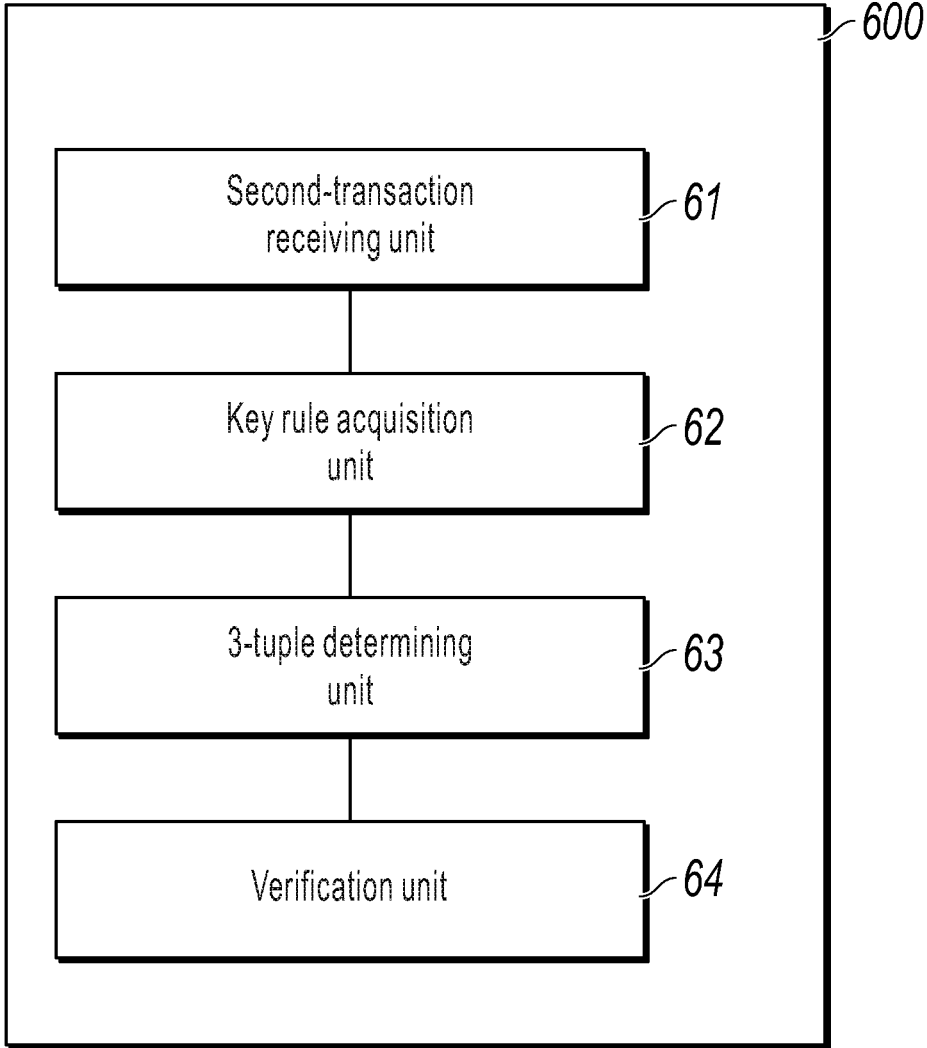 600
Second-transaction
receiving unit
61
Key rule acquisition
unit
62
3-tuple determining
unit
63
Verification unit
64